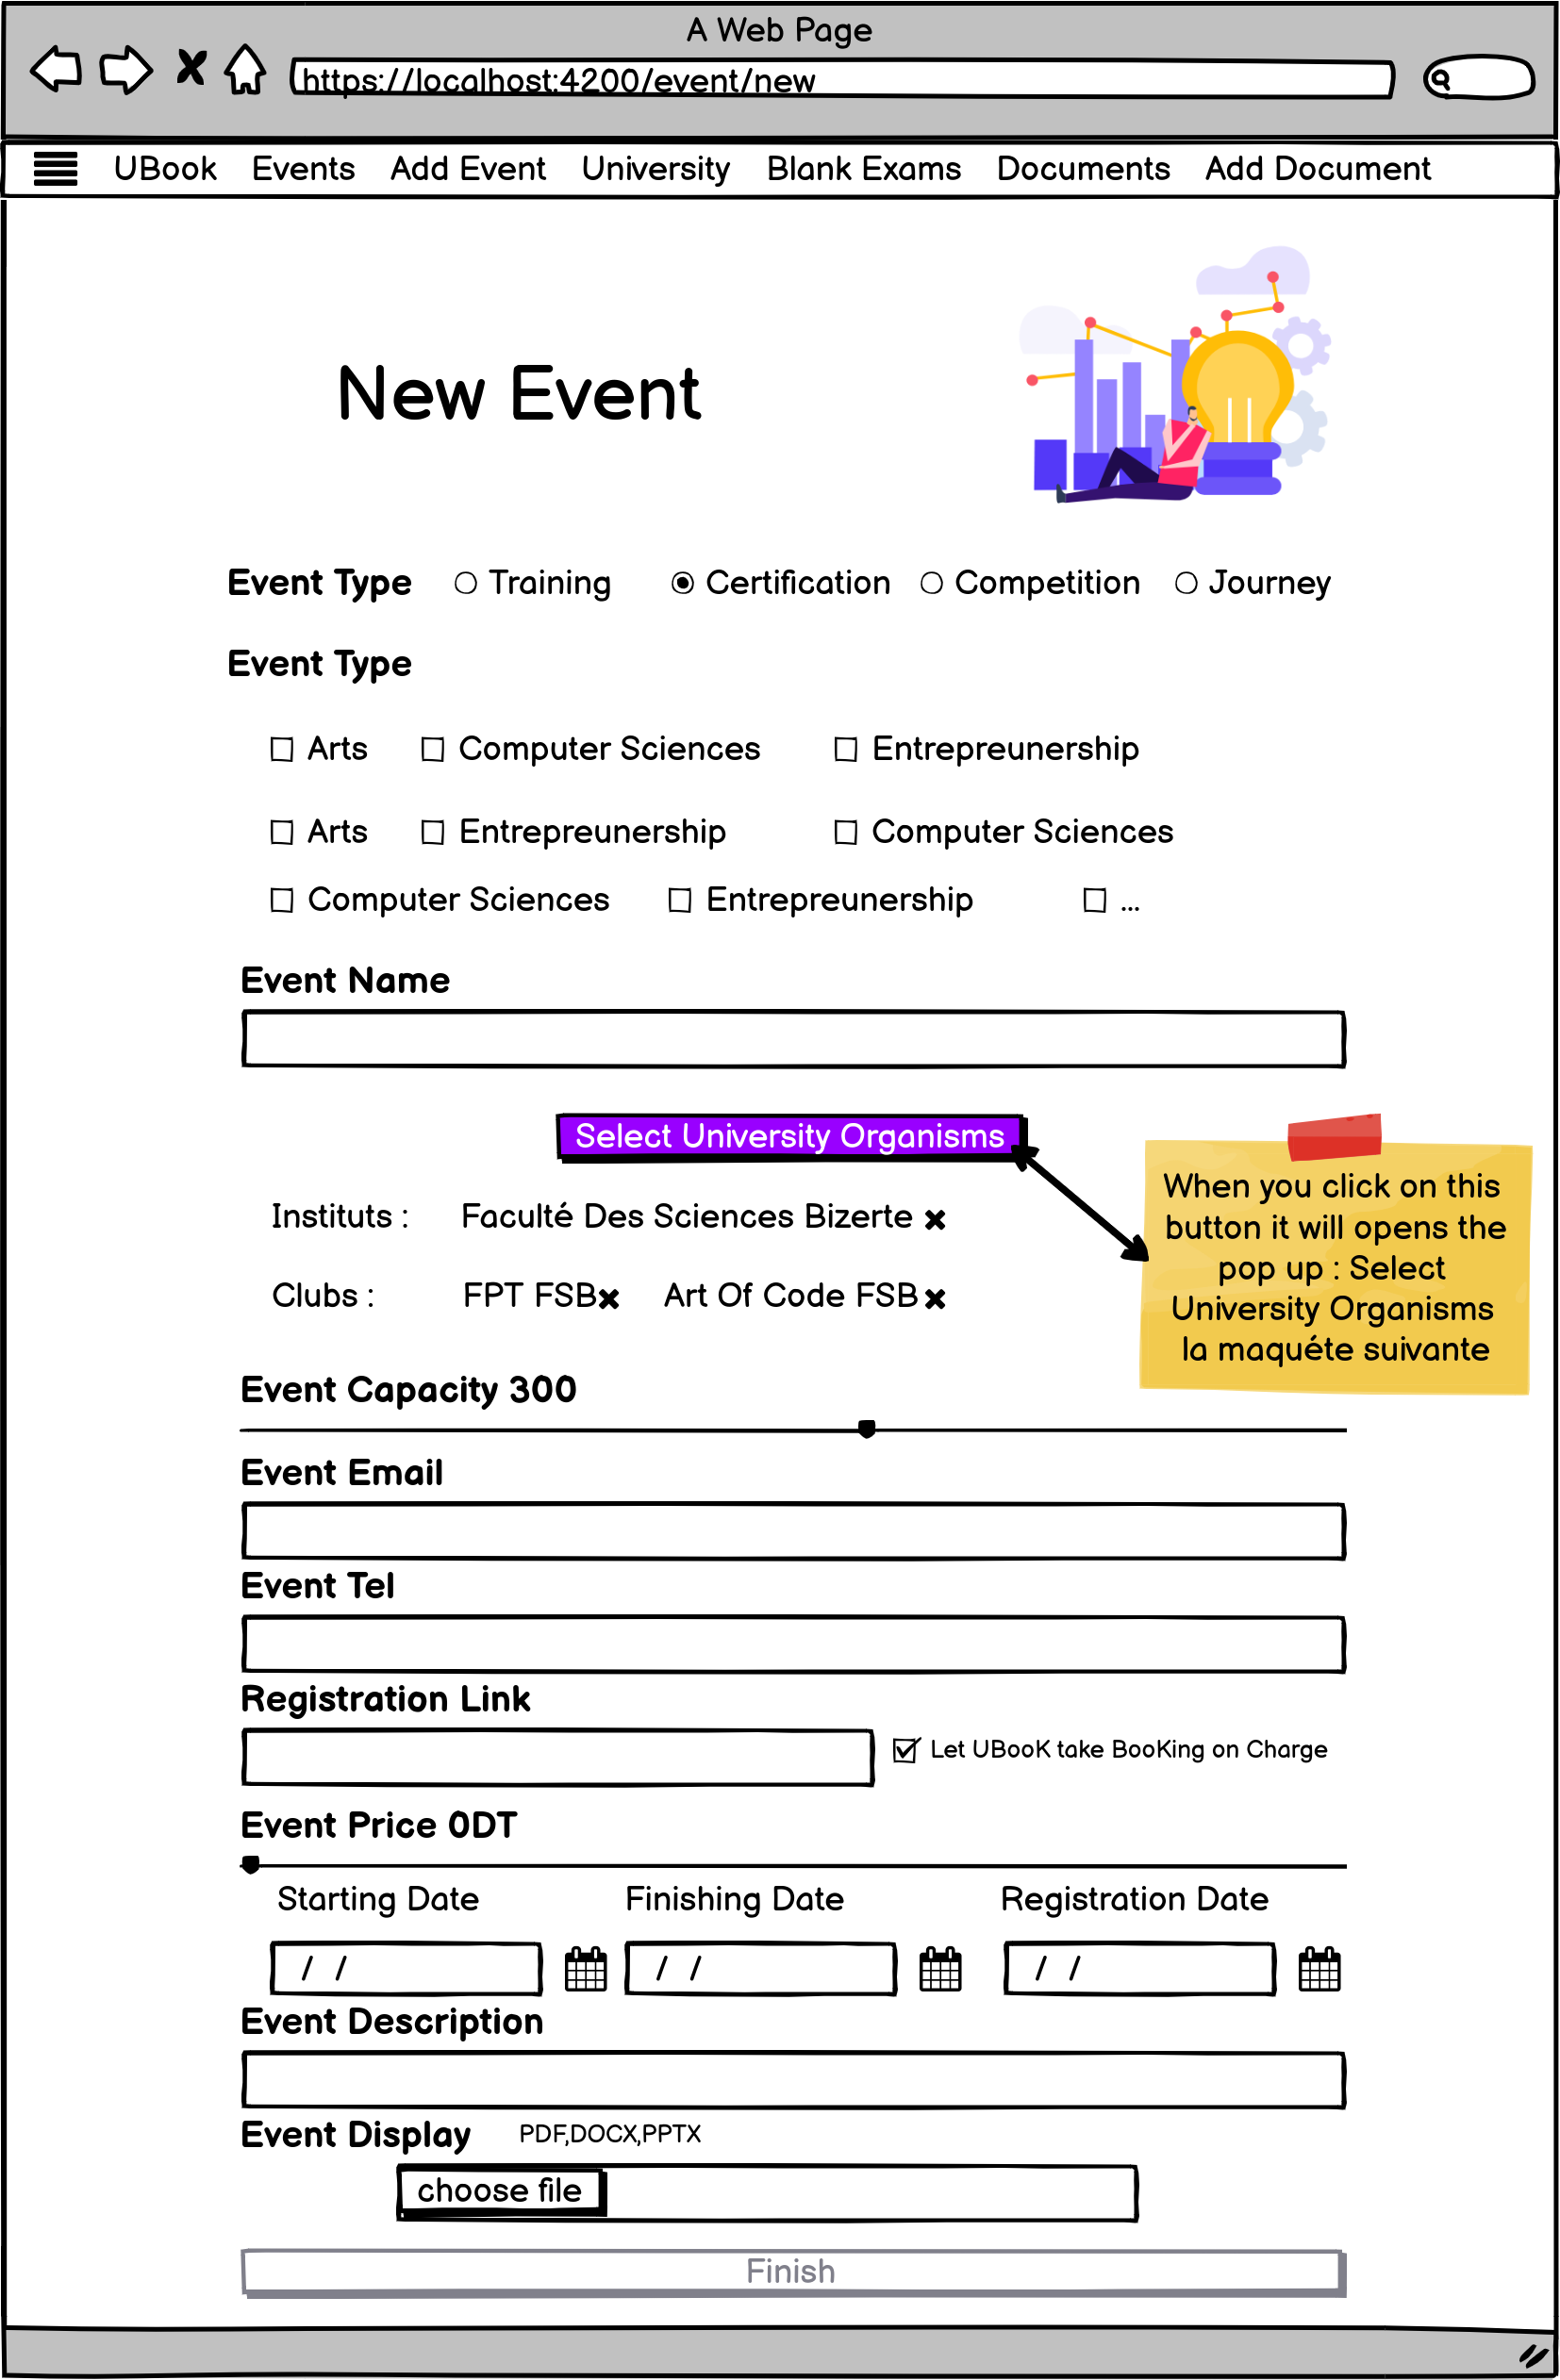 A Web Page
https://localhost:4200/event/new
UBook Events Add Event University Blank Exams Documents Add Document
New Event
Event Type Training Certification Competition Journey
Event Type
Arts Computer Sciences Entrepreunership
Arts Entrepreunership Computer Sciences
Computer Sciences Entrepreunership ...
Event Name
Select University Organisms
When you click on this
button it will opens the
pop up : Select
University Organisms
la maquéte suivante
Instituts : Faculté Des Sciences Bizerte
Clubs : FPT FSB Art Of Code FSB
Event Capacity 300
Event Email
Event Tel
Registration Link
Let UBooK take BooKing on Charge
Event Price 0DT
Starting Date Finishing Date Registration Date
/ / / / / /
Event Description
Event Display PDF,DOCX,PPTX
choose file
Finish